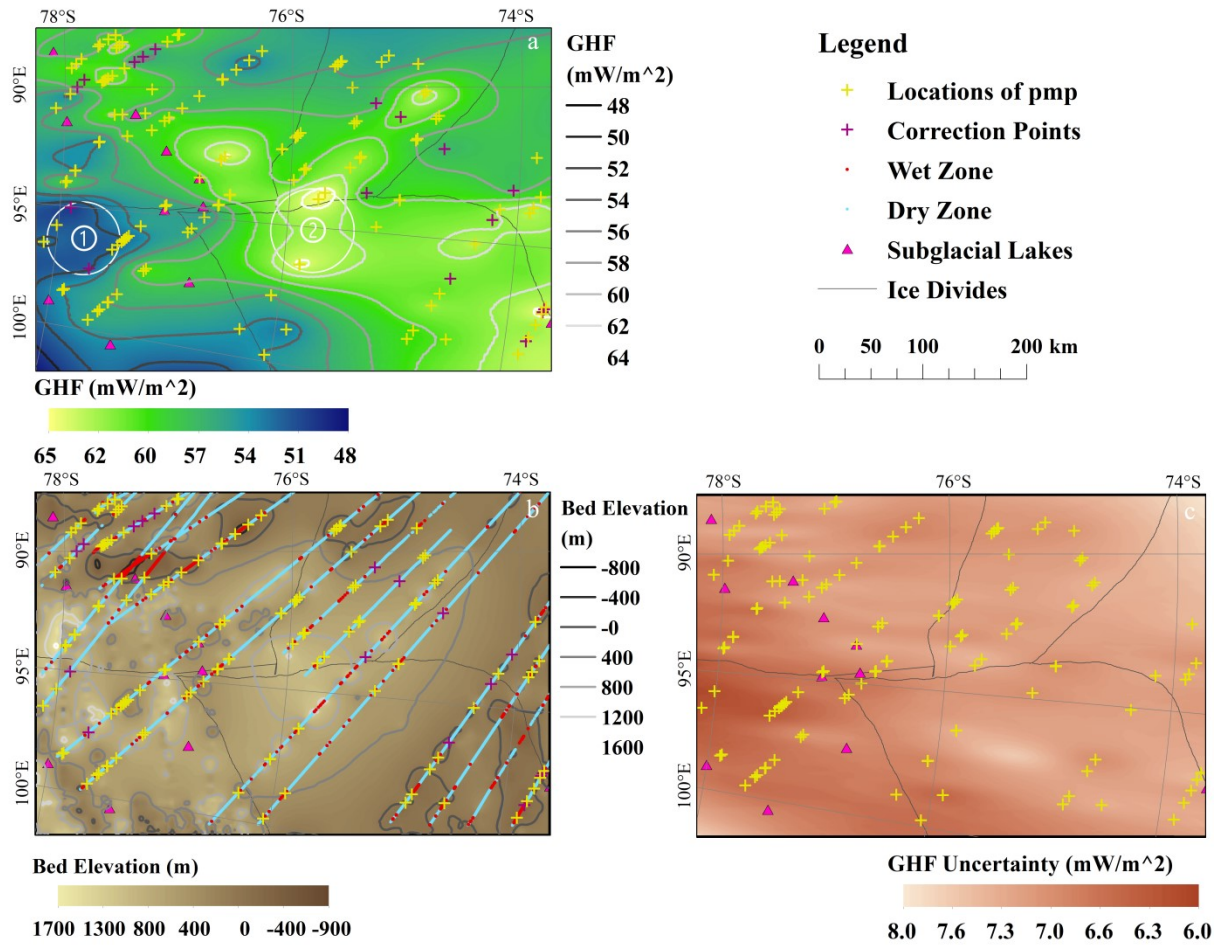 78°S 76°S 74°S
a
90°E
95°E
100°E
1
2
GHF
(mW/m^2)
48
50
52
54
56
58
60
62
64
GHF (mW/m^2)
65 62 60 57 54 51 48
Legend
Locations of pmp
Correction Points
Wet Zone
Dry Zone
Subglacial Lakes
Ice Divides
0 50 100 200 km
78°S 76°S 74°S
b
90°E
95°E
100°E
Bed Elevation
(m)
-800
-400
-0
400
800
1200
1600
Bed Elevation (m)
1700 1300 800 400 0 -400 -900
78°S 76°S 74°S
c
90°E
95°E
100°E
GHF Uncertainty (mW/m^2)
8.0 7.6 7.3 7.0 6.6 6.3 6.0